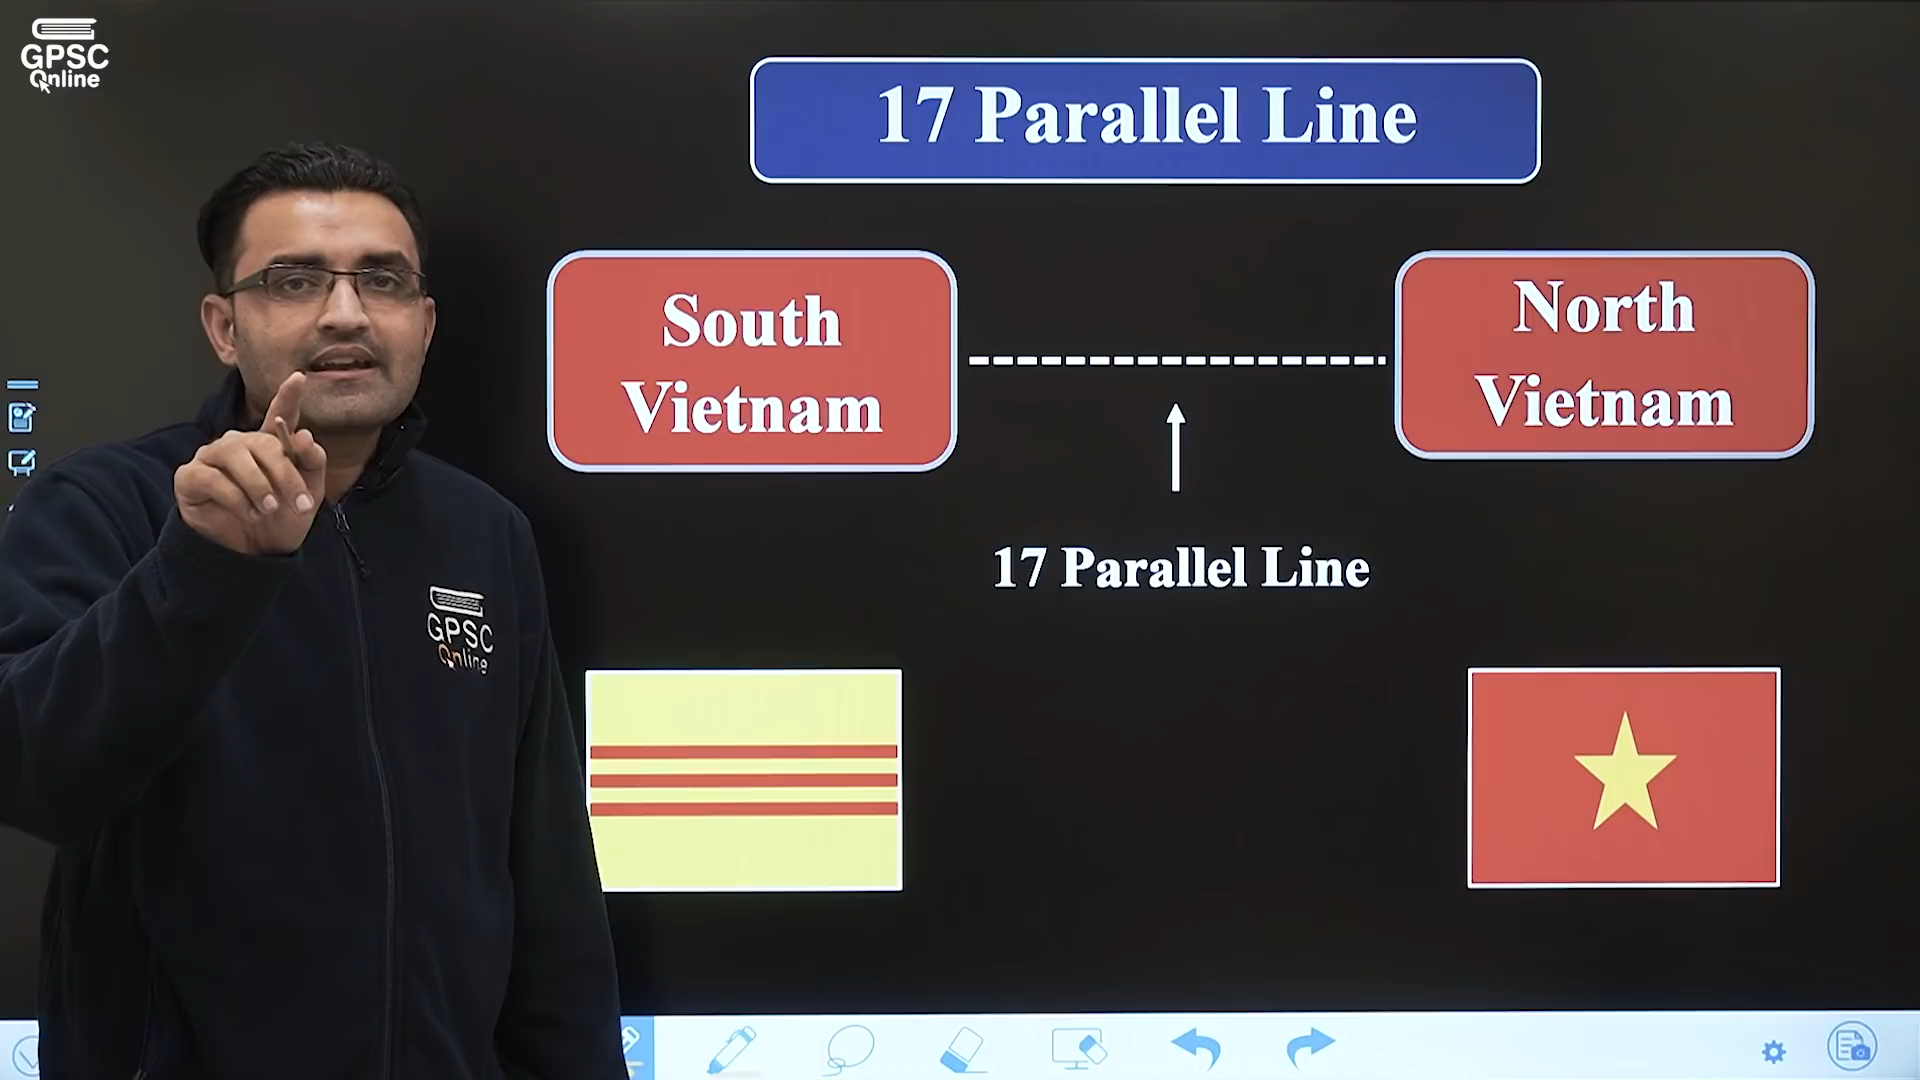 GPSC
Online
17 Parallel Line
South
Vietnam
North
Vietnam
17 Parallel Line
GPSC
Online